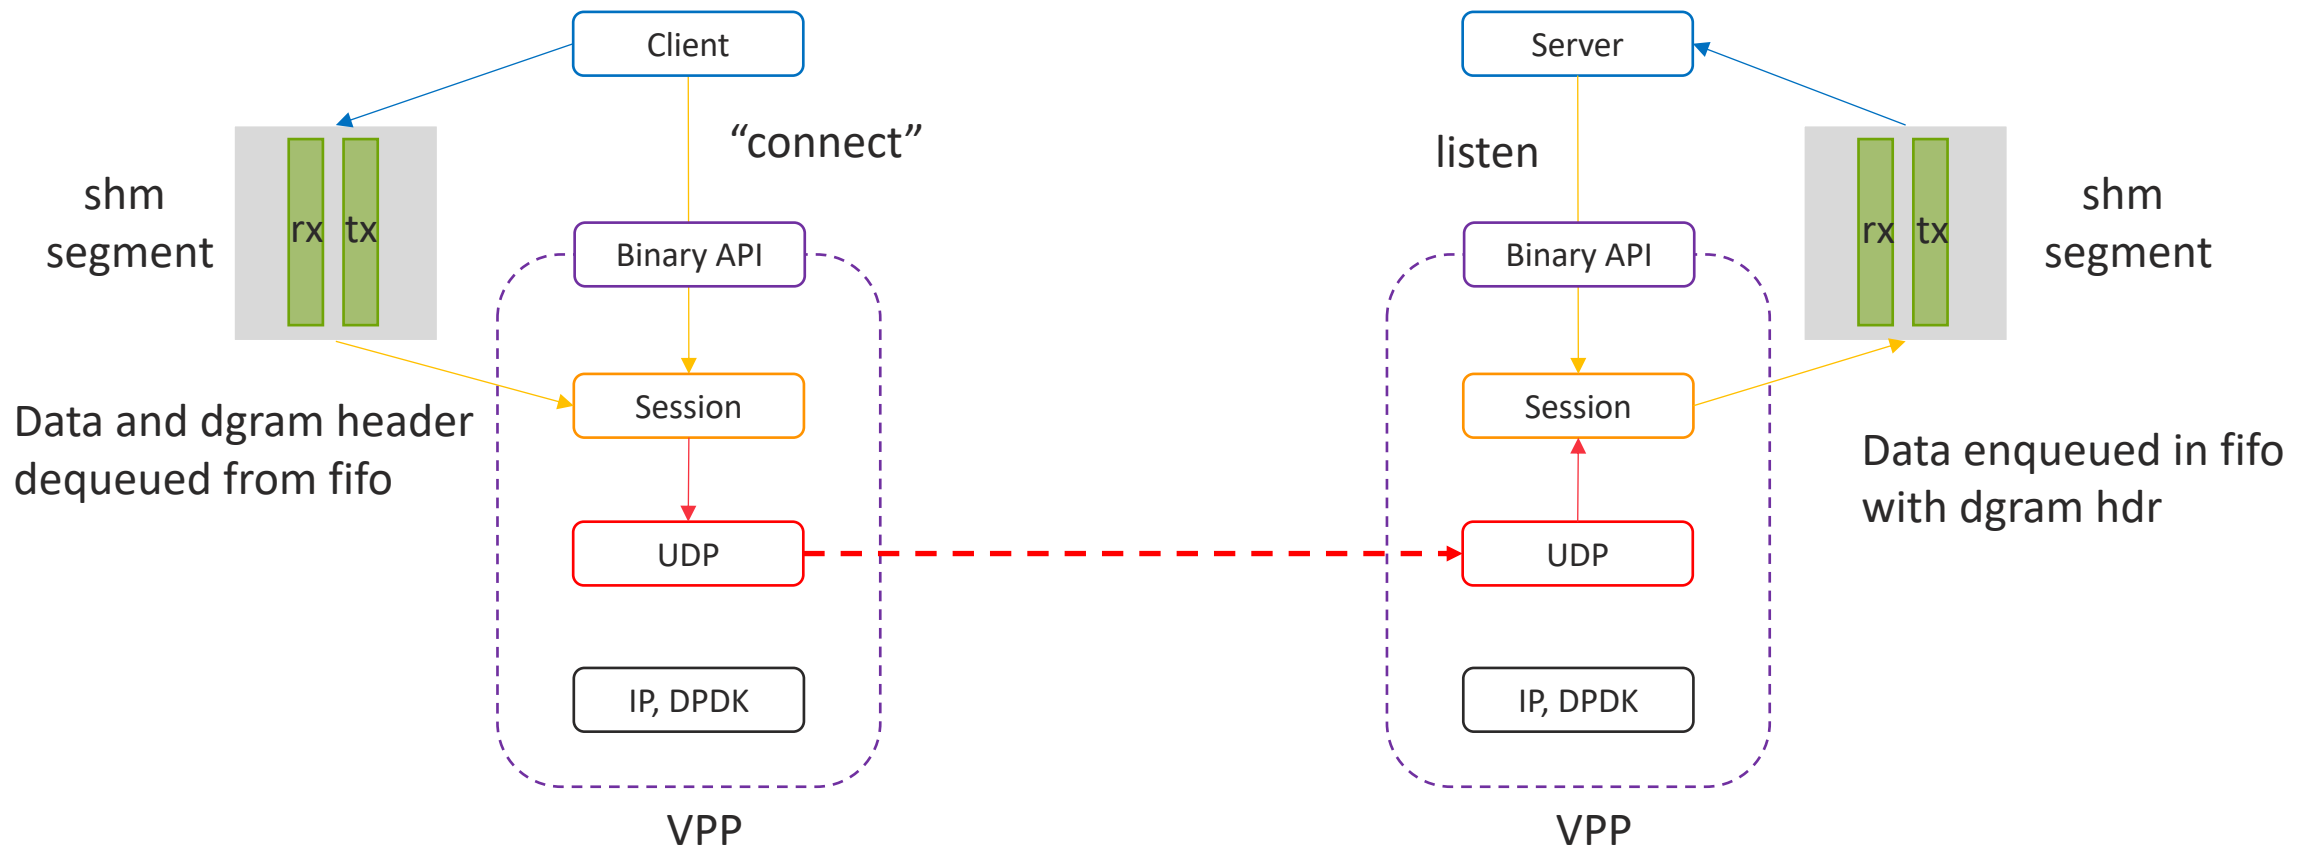 Client
Server
“connect”
listen
shm
segment
rx
tx
rx
tx
shm
segment
Binary API
Binary API
Session
Session
Data and dgram header
dequeued from fifo
Data enqueued in fifo
with dgram hdr
UDP
UDP
IP, DPDK
IP, DPDK
VPP
VPP